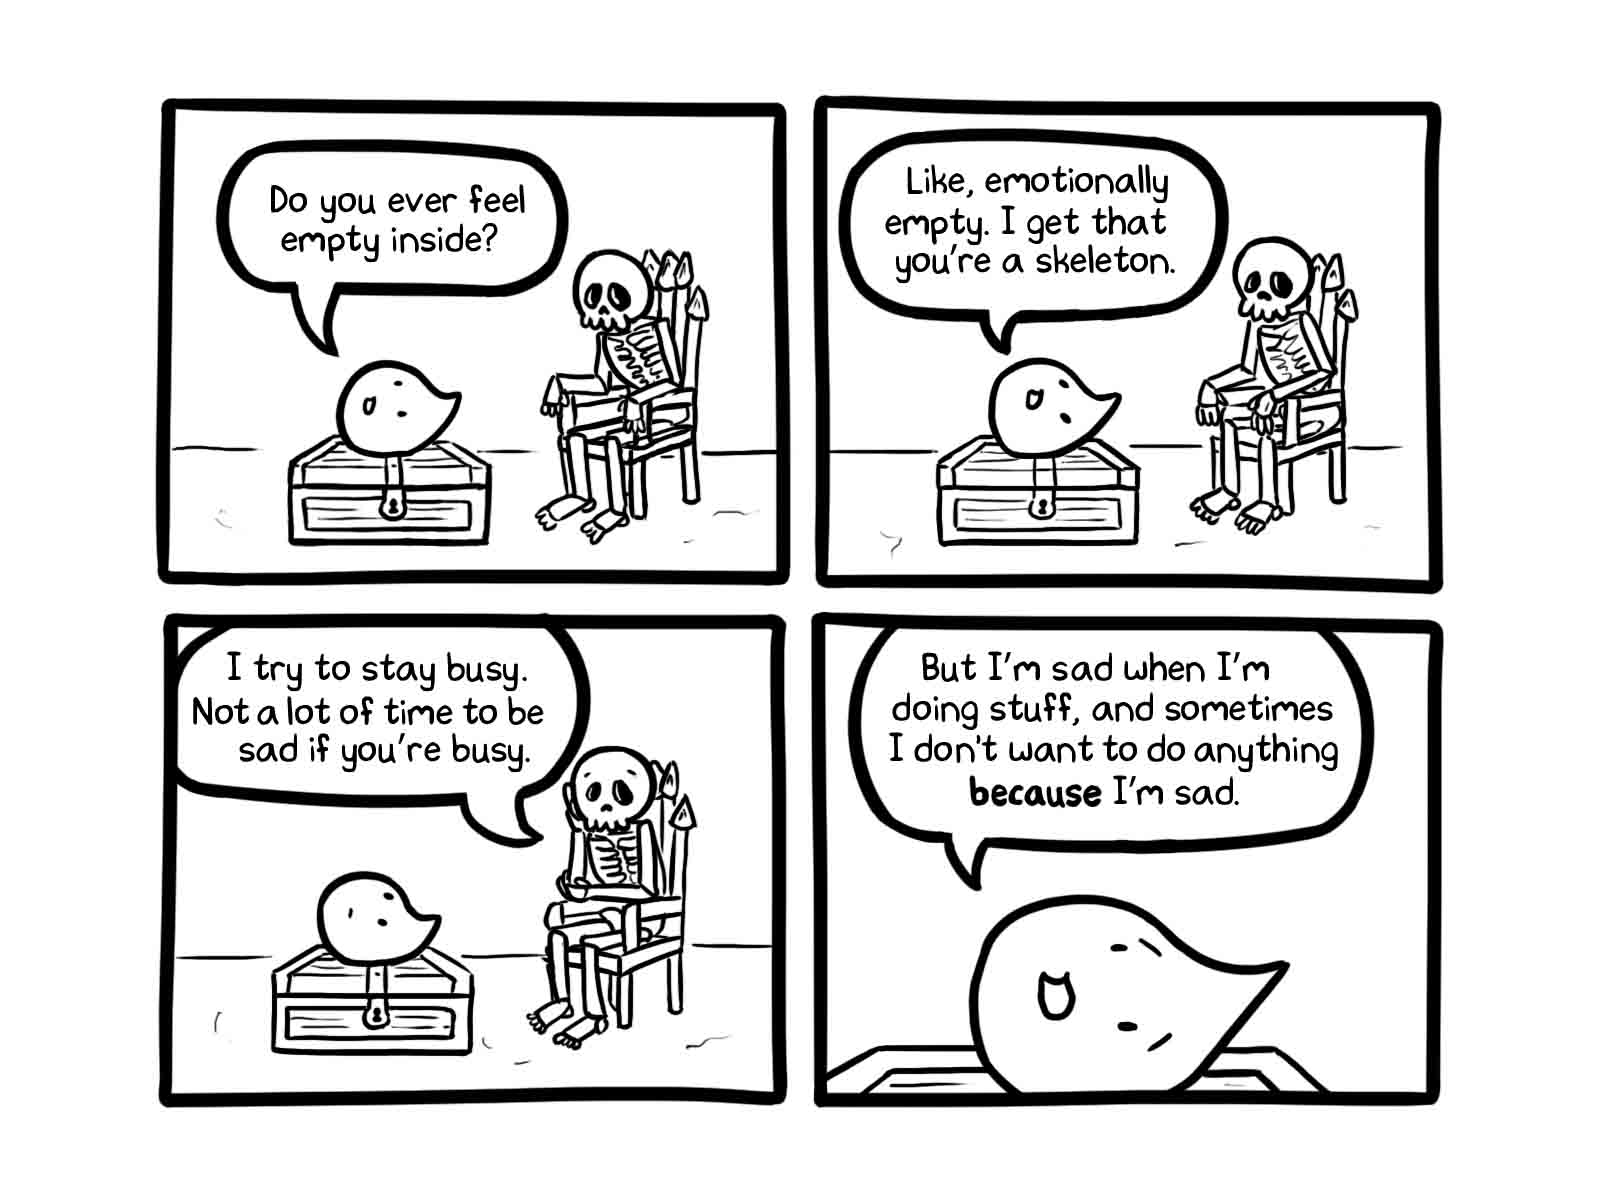 Do you ever feel
empty inside?
Like, emotionally
empty. I get that
you're a skeleton.
I try to stay busy.
Not a lot of time to be
sad if you're busy.
But I'm sad when I'm
doing stuff, and sometimes
I don't want to do anything
because I'm sad.